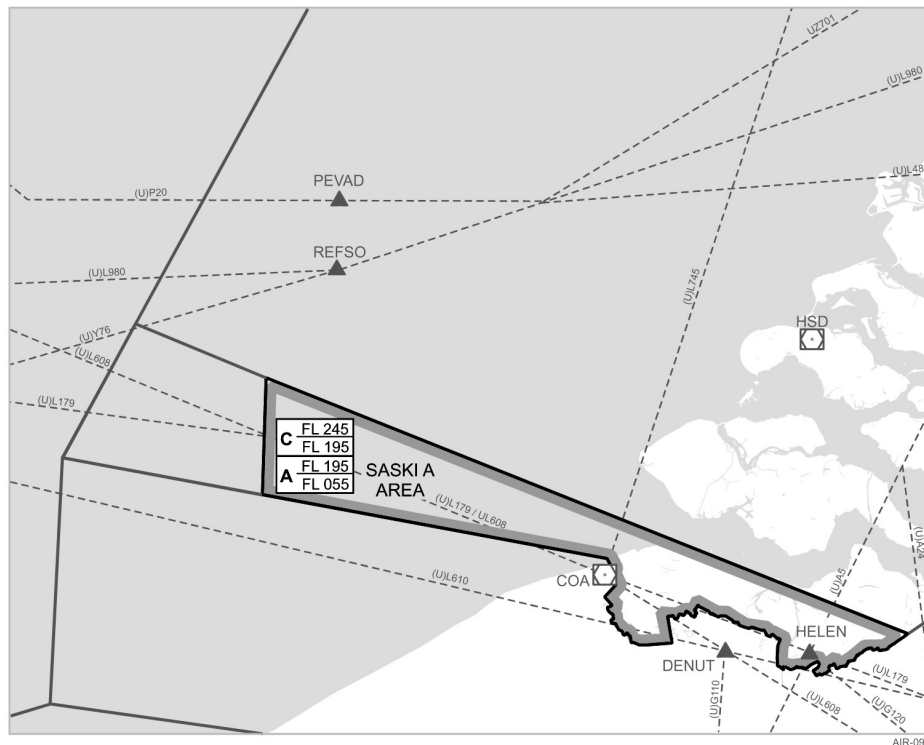 UZ701
(U)L980
(U)P20
PEVAD
(U)L48
REFSO
(U)L980
(U)L745
(U)Y76
HSD
(U)L608
(U)L179
C FL 245
FL 195
A FL 195
FL 055
SASKI A
AREA
(U)L179 / UL608
(U)A24
(U)L610
COA
(U)A5
HELEN
DENUT
(U)L179
(U)G110
(U)L608
(U)G120
AIR-09